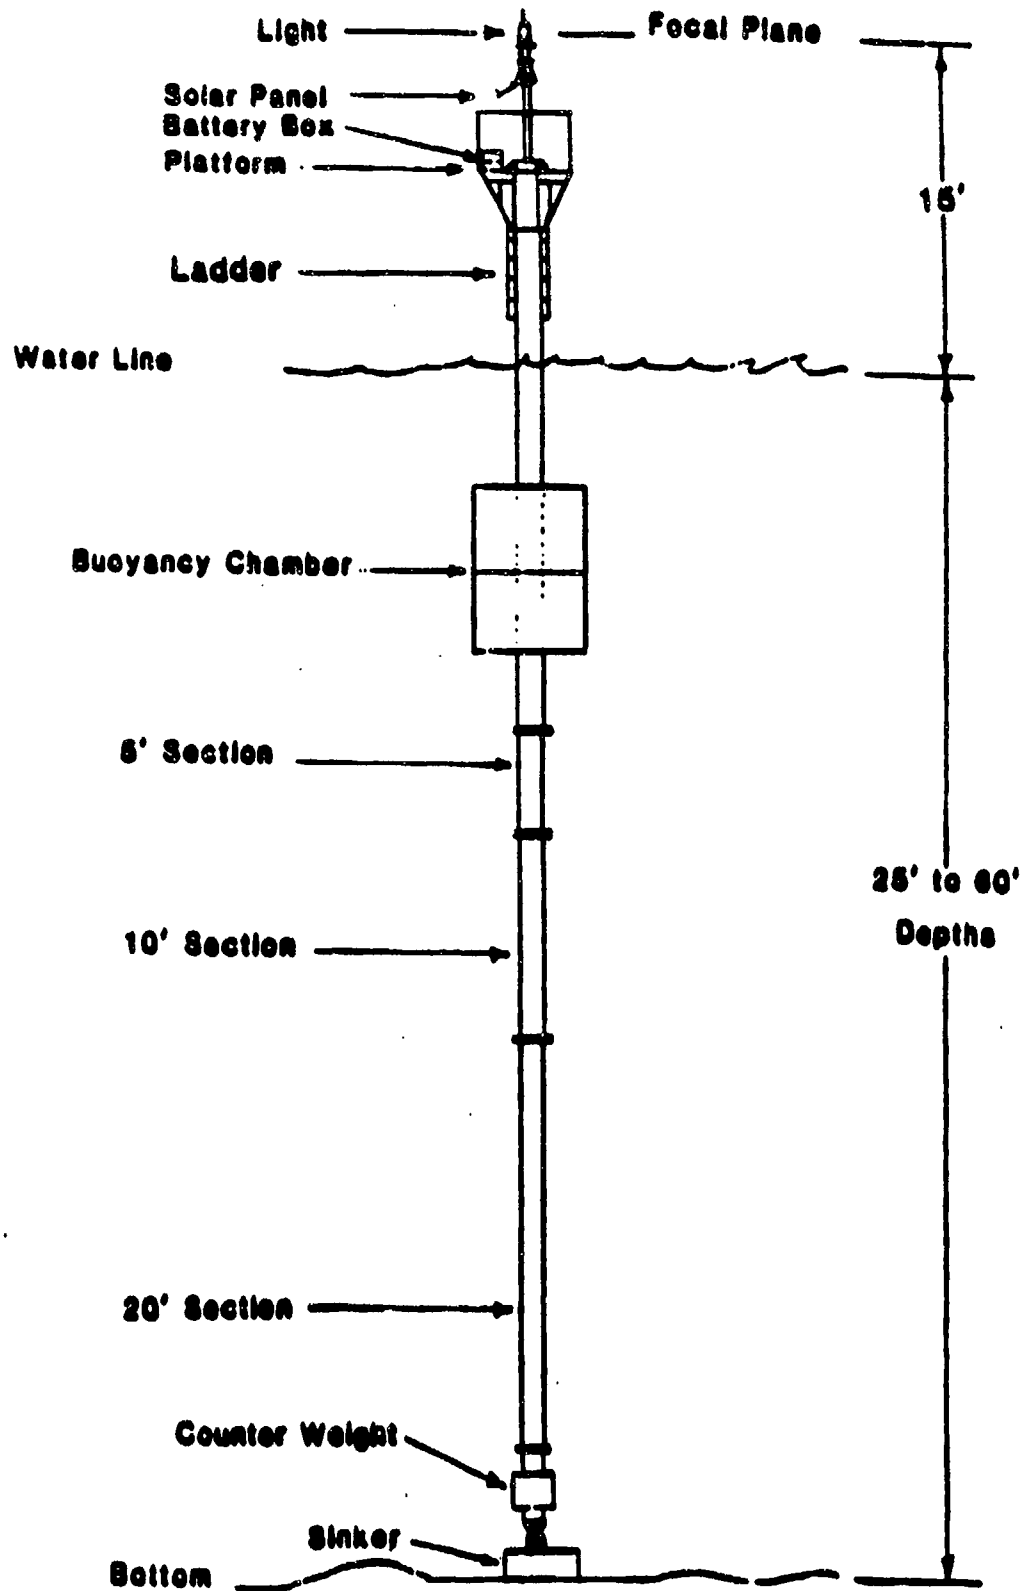 Light
Focal Plane
Solar Panel
Battery Box
Platform
15'
Ladder
Water Line
Buoyancy Chamber
5' Section
25' to 60'
Depths
10' Section
20' Section
Counter Weight
Sinker
Bottom